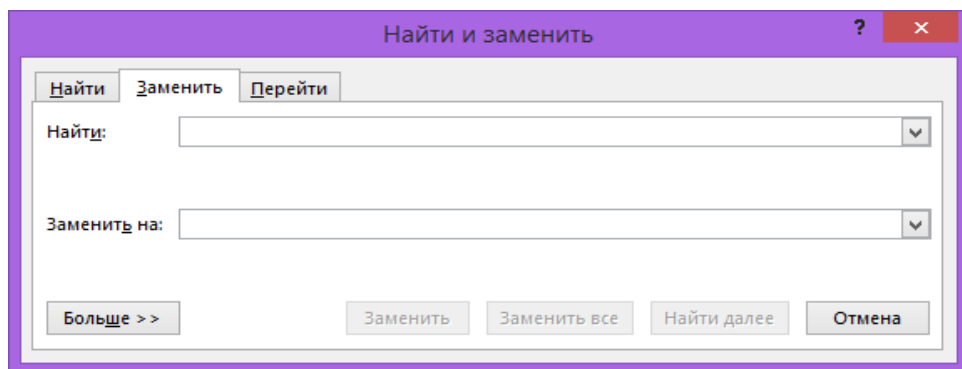 Найти и заменить ?
Найти Заменить Перейти
Найти:
Заменить на:
Больше >> Заменить Заменить все Найти далее Отмена